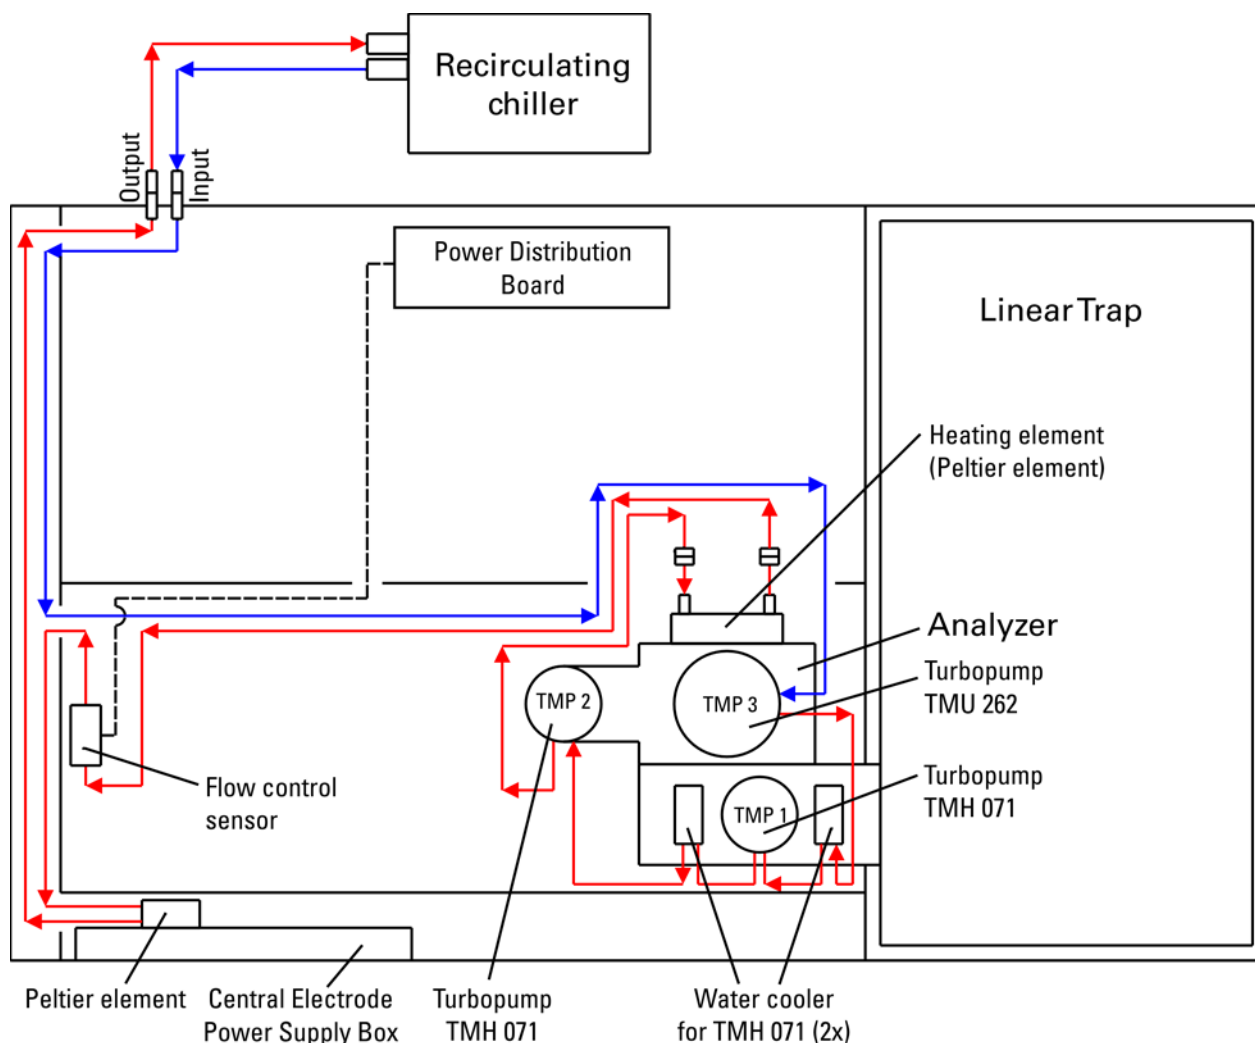 Recirculating
chiller
Output
Input
Power Distribution
Board
Linear Trap
Heating element
(Peltier element)
Analyzer
Turbopump
TMU 262
TMP 2
TMP 3
Flow control
sensor
Turbopump
TMH 071
TMP 1
Peltier element
Central Electrode
Power Supply Box
Turbopump
TMH 071
Water cooler
for TMH 071 (2x)